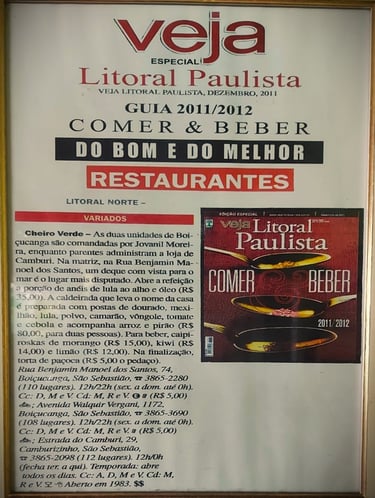 veja
ESPECIAL
Litoral Paulista
VEJA LITORAL PAULISTA, DEZEMBRO, 2011
GUIA 2011/2012
COMER & BEBER
DO BOM E DO MELHOR
RESTAURANTES
LITORAL NORTE –
VARIADOS
Cheiro Verde – As duas unidades de Boi-
çucanga são comandadas por Jovanil Morei-
ra, enquanto parentes administram a loja de
Camburi. Na matriz, na Rua Benjamin Ma-
noel dos Santos, um deque com vista para o
mar é o lugar mais disputado. Abre a refeição
a porção de anéis de lula ao alho e óleo (R$
35,00). A caldeirada que leva o nome da casa
é preparada com postas de dourado, mexi-
lhão, lula, polvo, camarão, vôngole, tomate
e cebola e acompanha arroz e pirão (R$
80,00, para duas pessoas). Para beber, caipi-
roskas de morango (R$ 15,00), kiwi (R$
14,00) e limão (R$ 12,00). Na finalização,
torta de paçoca (R$ 5,00 o pedaço).
Rua Benjamin Manoel dos Santos, 74,
Boiçucanga, São Sebastião, ☎ 3865-2280
(110 lugares). 12h/22h (sex. a dom. até 0h).
Cc: D, M e V. Cd: M, R e V. (R$ 5,00)
; Avenida Walquir Vergani, 1172,
Boiçucanga, São Sebastião, ☎ 3865-3690
(108 lugares). 12h/22h (sex. a dom. até 0h).
Cc: D, M e V. Cd: M, R e V. (R$ 5,00)
; Estrada do Camburi, 29,
Camburizinho, São Sebastião,
☎ 3865-2098 (112 lugares). 12h/0h
(fecha ter. a qui). Temporada: abre
todos os dias. Cc: A, D, M e V. Cd: M,
R e V. Aberto em 1983. $$
EDIÇÃO ESPECIAL
veja Litoral
Paulista
COMER & BEBER
2011/2012